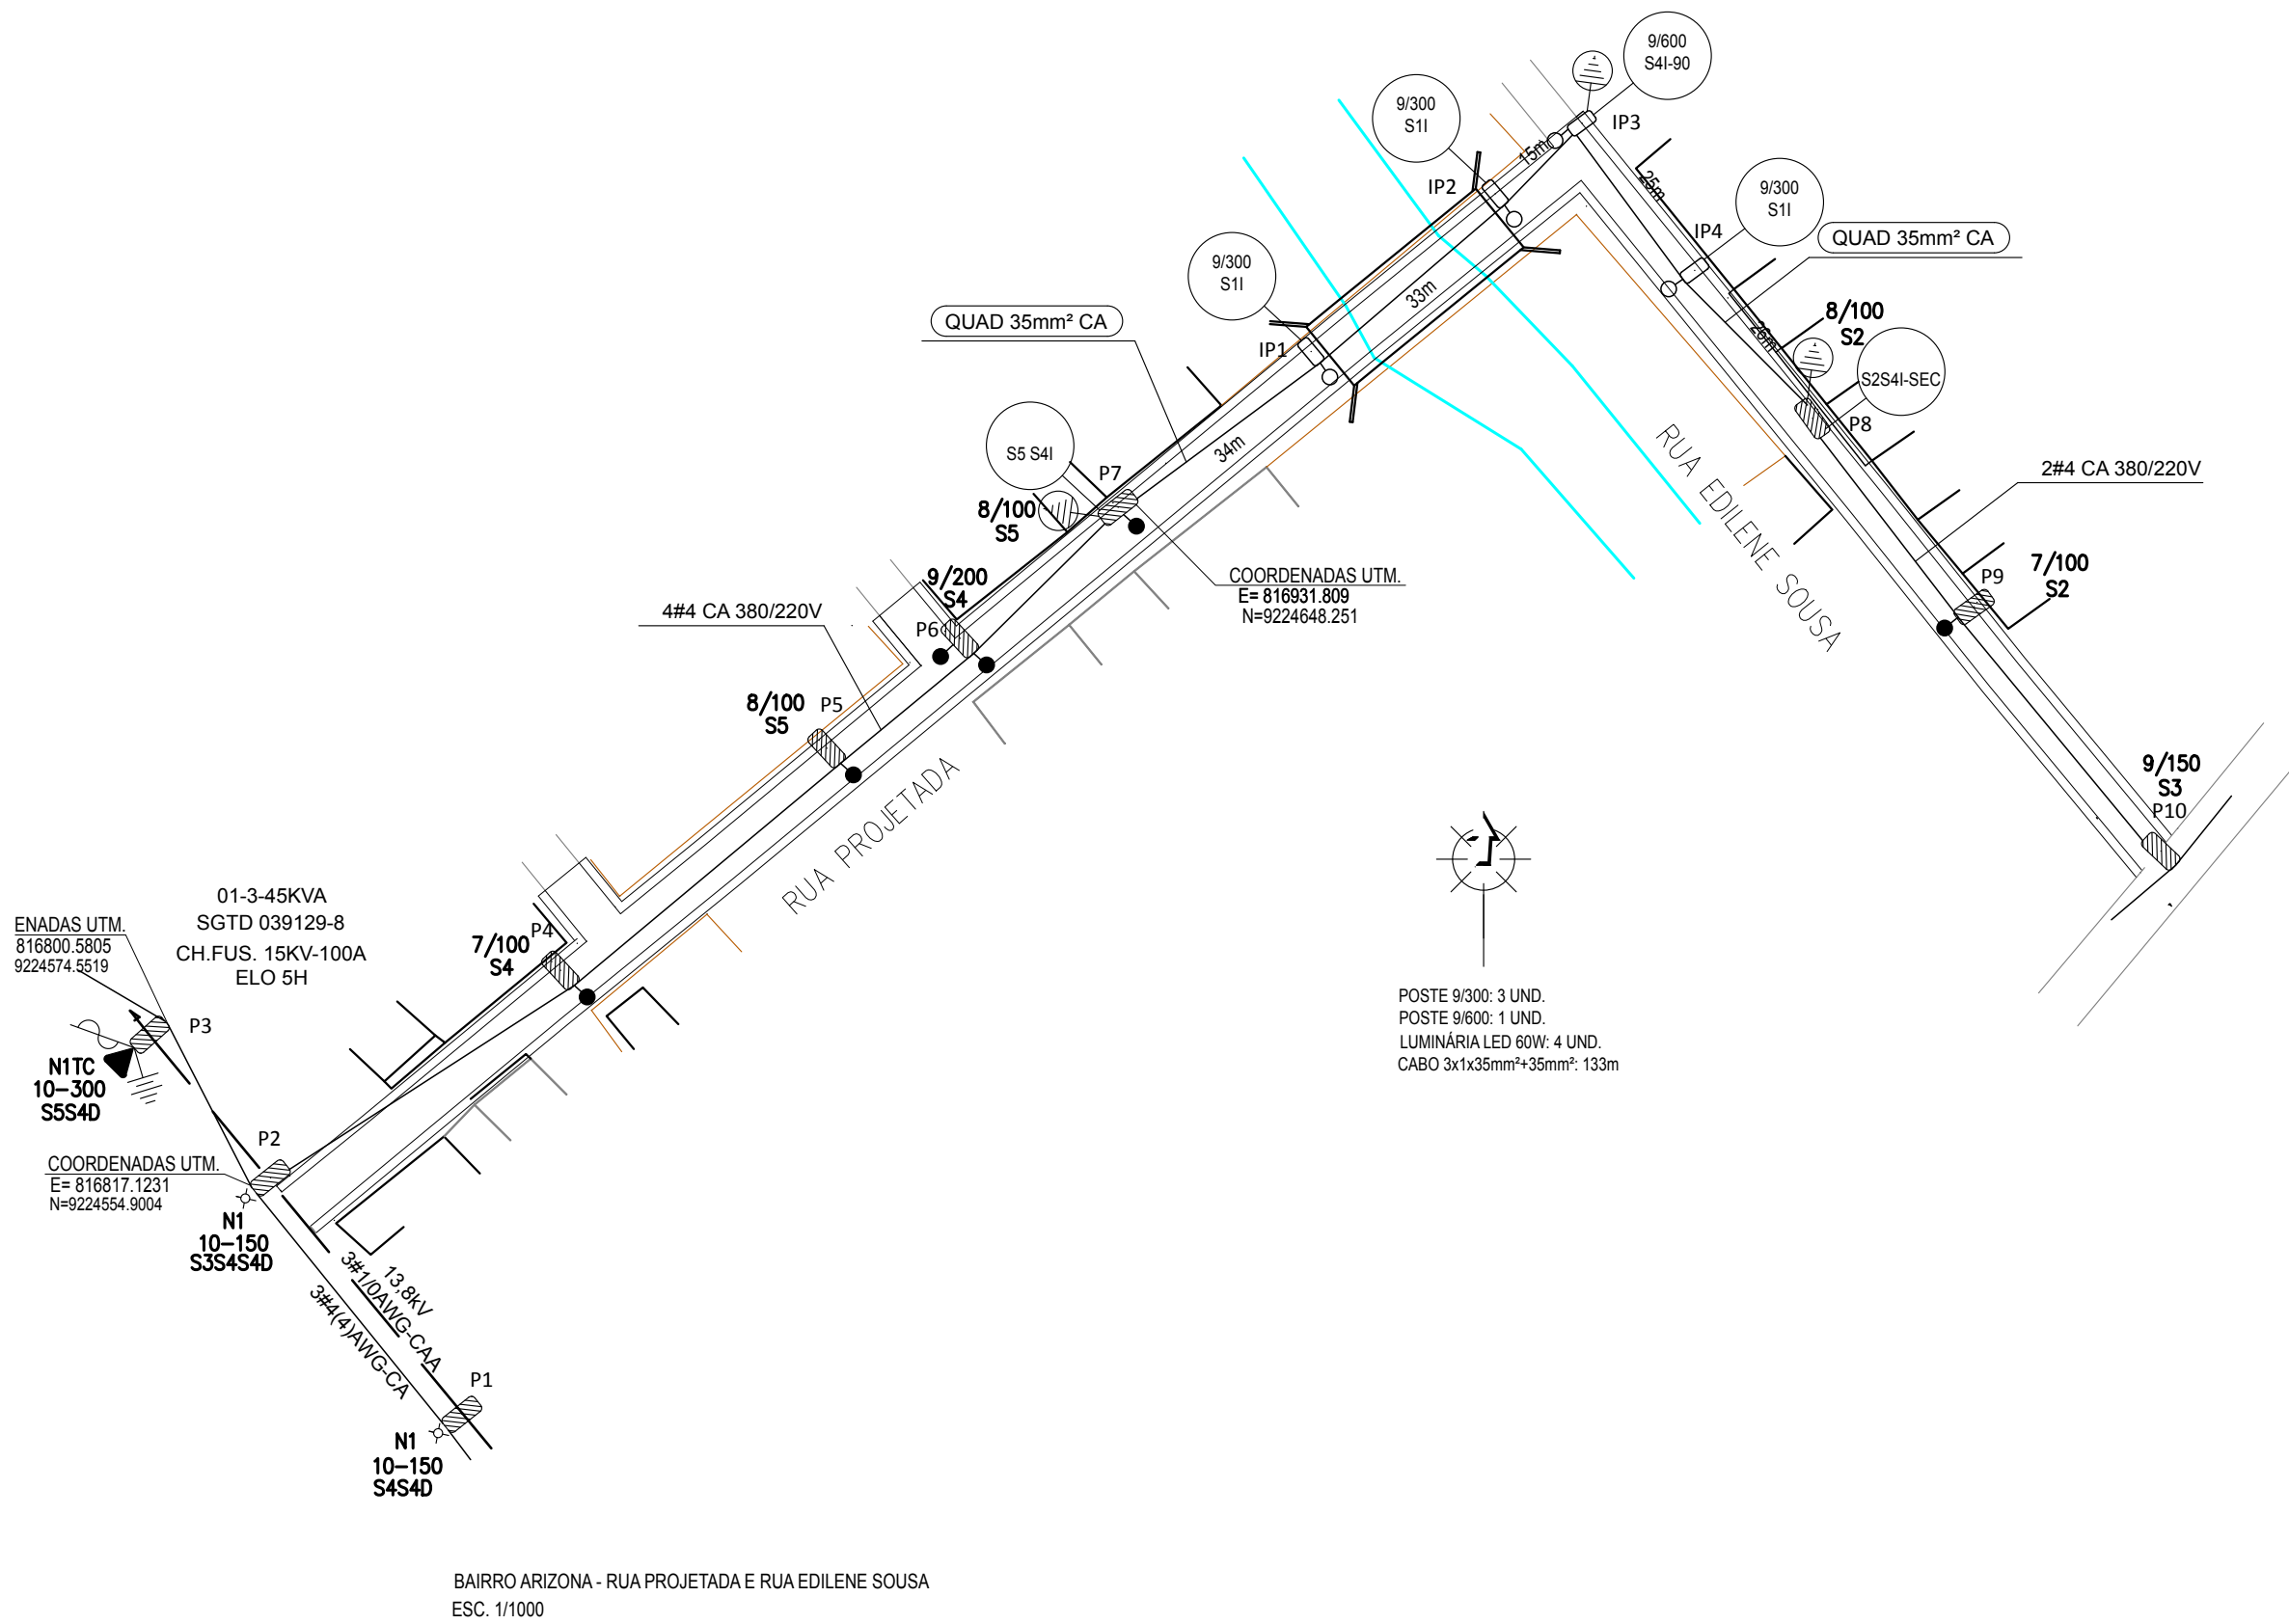 9/600
S4I-90
IP3
9/300
S1I
IP2
15m
25m
9/300
S1I
IP4
QUAD 35mm² CA
9/300
S1I
IP1
33m
QUAD 35mm² CA
8/100
S2
26m
S2S4I-SEC
P8
34m
S5 S4I
P7
8/100
S5
2#4 CA 380/220V
RUA EDILENE SOUSA
7/100
S2
P9
COORDENADAS UTM.
E= 816931.809
N=9224648.251
9/200
S4
P6
4#4 CA 380/220V
8/100
S5
P5
RUA PROJETADA
9/150
S3
P10
01-3-45KVA
SGTD 039129-8
CH.FUS. 15KV-100A
ELO 5H
ENADAS UTM.
816800.5805
9224574.5519
7/100
S4
P4
P3
N1TC
10-300
S5S4D
POSTE 9/300: 3 UND.
POSTE 9/600: 1 UND.
LUMINÁRIA LED 60W: 4 UND.
CABO 3x1x35mm²+35mm²: 133m
P2
COORDENADAS UTM.
E= 816817.1231
N=9224554.9004
N1
10-150
S3S4S4D
13,8kV
3#1/0AWG-CAA
3#4(4)AWG-CA
P1
N1
10-150
S4S4D
BAIRRO ARIZONA - RUA PROJETADA E RUA EDILENE SOUSA
ESC. 1/1000